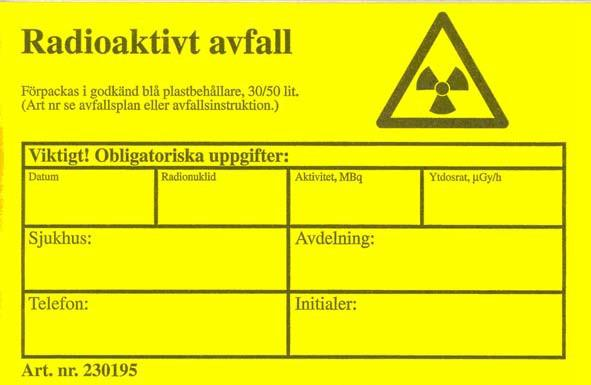 Radioaktivt avfall
Förpackas i godkänd blå plastbehållare, 30/50 lit.
(Art nr se avfallsplan eller avfallsinstruktion.)
Viktigt! Obligatoriska uppgifter:
Datum Radionuklid Aktivitet, MBq Ytdosrat, µGy/h
Sjukhus: Avdelning:
Telefon: Initialer:
Art. nr. 230195